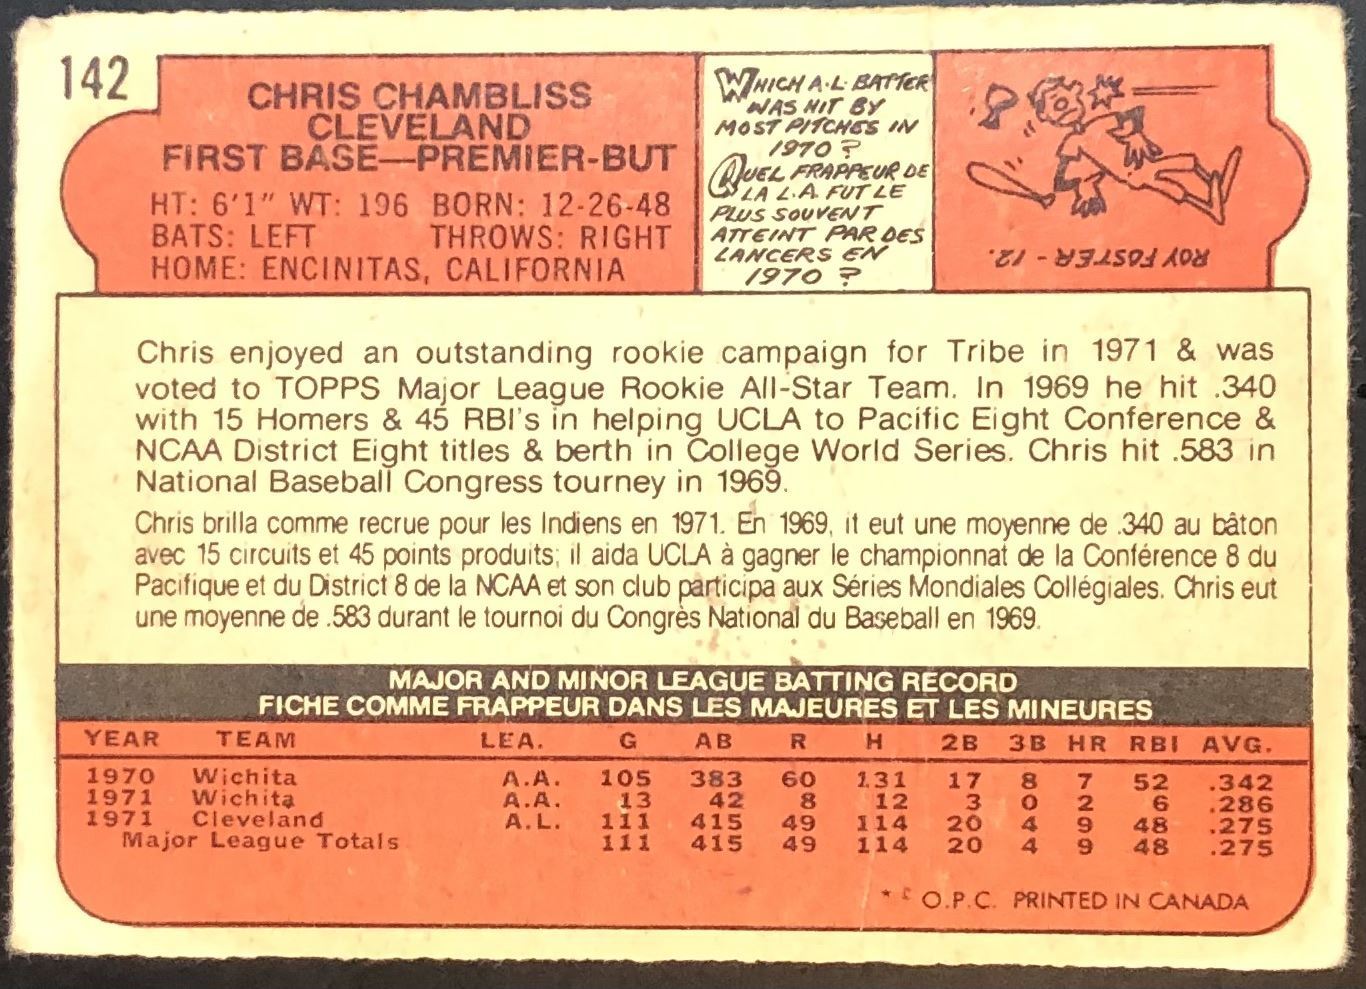 142
CHRIS CHAMBLISS
CLEVELAND
FIRST BASE—PREMIER-BUT
HT: 6'1" WT: 196 BORN: 12-26-48
BATS: LEFT THROWS: RIGHT
HOME: ENCINITAS, CALIFORNIA
WHICH A.L. BATTER
WAS HIT BY
MOST PITCHES IN
1970?
QUEL FRAPPEUR DE
LA L.A. FUT LE
PLUS SOUVENT
ATTEINT PAR DES
LANCERS EN
1970?
ROY FOSTER - 12.
Chris enjoyed an outstanding rookie campaign for Tribe in 1971 & was
voted to TOPPS Major League Rookie All-Star Team. In 1969 he hit .340
with 15 Homers & 45 RBI's in helping UCLA to Pacific Eight Conference &
NCAA District Eight titles & berth in College World Series. Chris hit .583 in
National Baseball Congress tourney in 1969.
Chris brilla comme recrue pour les Indiens en 1971. En 1969, il eut une moyenne de .340 au bâton
avec 15 circuits et 45 points produits; il aida UCLA à gagner le championnat de la Conférence 8 du
Pacifique et du District 8 de la NCAA et son club participa aux Séries Mondiales Collégiales. Chris eut
une moyenne de .583 durant le tournoi du Congrès National du Baseball en 1969.
MAJOR AND MINOR LEAGUE BATTING RECORD
FICHE COMME FRAPPEUR DANS LES MAJEURES ET LES MINEURES
YEAR TEAM LEA. G AB R H 2B 3B HR RBI AVG.
1970 Wichita A.A. 105 383 60 131 17 8 7 52 .342
1971 Wichita A.A. 13 42 8 12 3 0 2 6 .286
1971 Cleveland A.L. 111 415 49 114 20 4 9 48 .275
Major League Totals 111 415 49 114 20 4 9 48 .275
* O.P.C. PRINTED IN CANADA